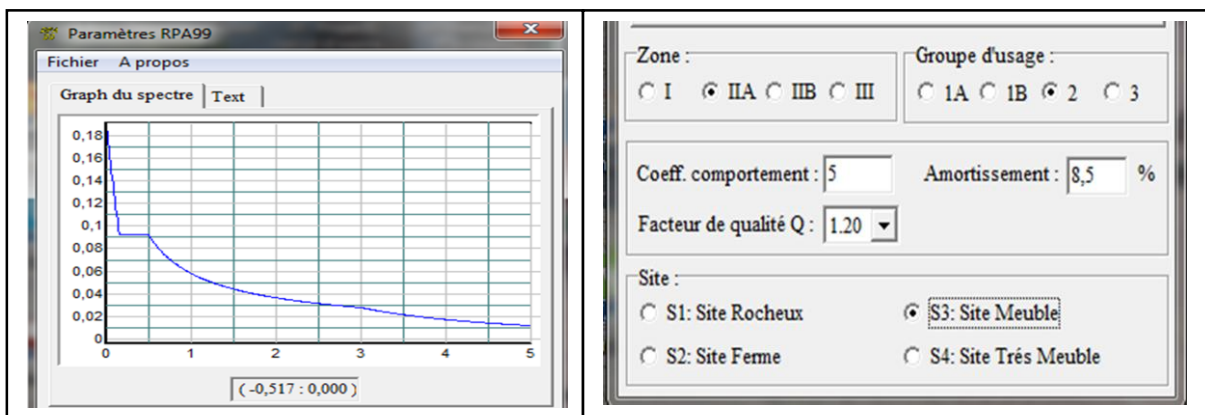 Paramètres RPA99
Fichier A propos
Graph du spectre Text
0,18
0,16
0,14
0,12
0,1
0,08
0,06
0,04
0,02
0
0 1 2 3 4 5
( -0,517 : 0,000 )
Zone : Groupe d'usage :
I IIA IIB III 1A 1B 2 3
Coeff. comportement : 5 Amortissement : 8,5 %
Facteur de qualité Q : 1.20
Site :
S1: Site Rocheux S3: Site Meuble
S2: Site Ferme S4: Site Trés Meuble